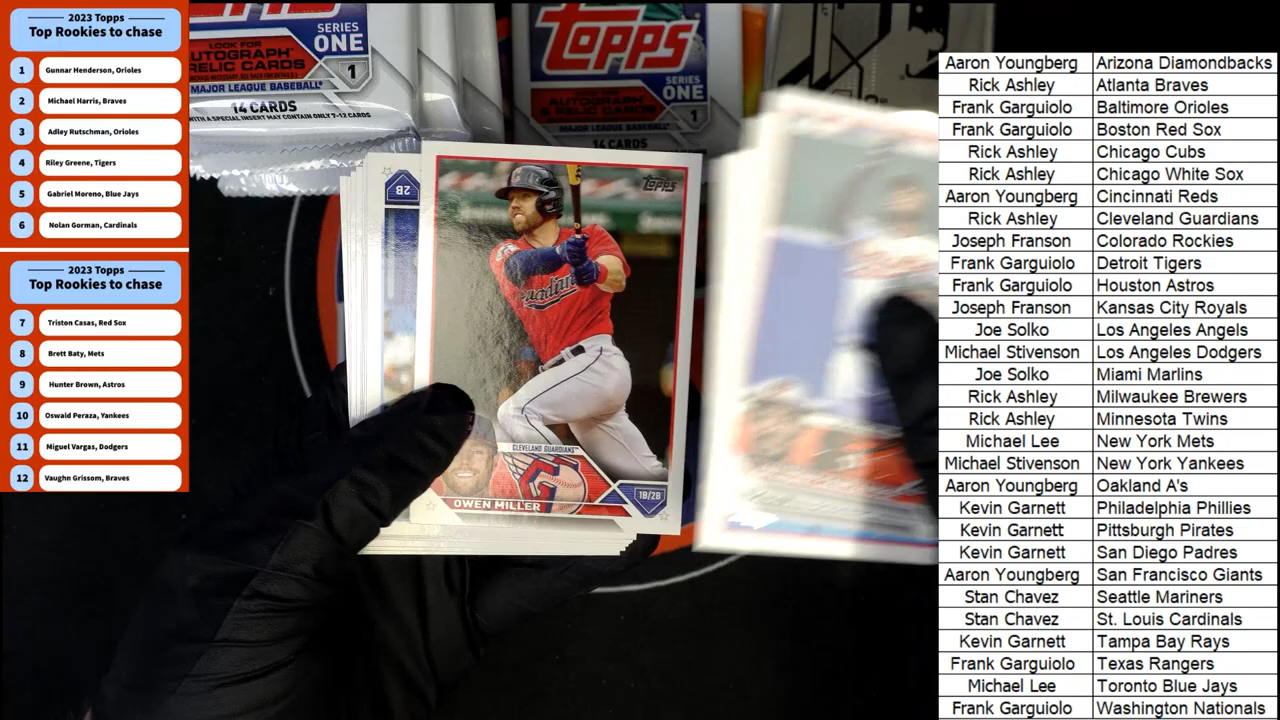 2023 Topps
Top Rookies to chase
1 Gunnar Henderson, Orioles
2 Michael Harris, Braves
3 Adley Rutschman, Orioles
4 Riley Greene, Tigers
5 Gabriel Moreno, Blue Jays
6 Nolan Gorman, Cardinals
2023 Topps
Top Rookies to chase
7 Triston Casas, Red Sox
8 Brett Baty, Mets
9 Hunter Brown, Astros
10 Oswald Peraza, Yankees
11 Miguel Vargas, Dodgers
12 Vaughn Grissom, Braves
TOPPS
SERIES
ONE
LOOK FOR
AUTOGRAPH
RELIC CARDS
1
MAJOR LEAGUE BASEBALL
14 CARDS
WITH A SPECIAL INSERT MAY CONTAIN ONLY 7-12 CARDS
Topps
SERIES
ONE
LOOK FOR
AUTOGRAPH
& RELIC CARDS
1
MAJOR LEAGUE BASEBALL
14 CARDS
2B
Topps
Guardians
CLEVELAND GUARDIANS
OWEN MILLER
1B/2B
Aaron Youngberg Arizona Diamondbacks
Rick Ashley Atlanta Braves
Frank Garguiolo Baltimore Orioles
Frank Garguiolo Boston Red Sox
Rick Ashley Chicago Cubs
Rick Ashley Chicago White Sox
Aaron Youngberg Cincinnati Reds
Rick Ashley Cleveland Guardians
Joseph Franson Colorado Rockies
Frank Garguiolo Detroit Tigers
Frank Garguiolo Houston Astros
Joseph Franson Kansas City Royals
Joe Solko Los Angeles Angels
Michael Stivenson Los Angeles Dodgers
Joe Solko Miami Marlins
Rick Ashley Milwaukee Brewers
Rick Ashley Minnesota Twins
Michael Lee New York Mets
Michael Stivenson New York Yankees
Aaron Youngberg Oakland A's
Kevin Garnett Philadelphia Phillies
Kevin Garnett Pittsburgh Pirates
Kevin Garnett San Diego Padres
Aaron Youngberg San Francisco Giants
Stan Chavez Seattle Mariners
Stan Chavez St. Louis Cardinals
Kevin Garnett Tampa Bay Rays
Frank Garguiolo Texas Rangers
Michael Lee Toronto Blue Jays
Frank Garguiolo Washington Nationals